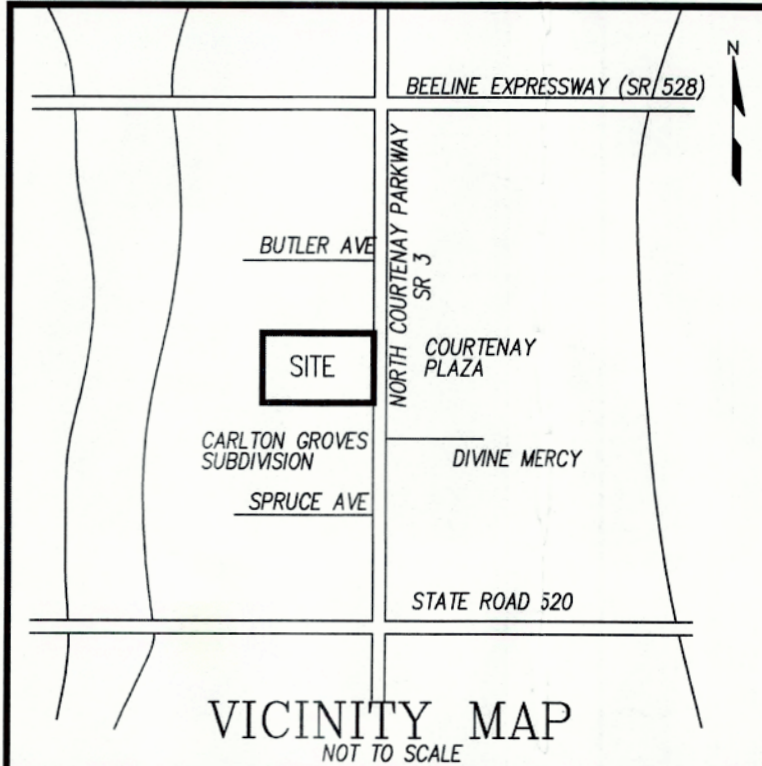 N
BEELINE EXPRESSWAY (SR 528)
NORTH COURTENAY PARKWAY
SR 3
BUTLER AVE
SITE
COURTENAY
PLAZA
CARLTON GROVES
SUBDIVISION
DIVINE MERCY
SPRUCE AVE
STATE ROAD 520
VICINITY MAP
NOT TO SCALE